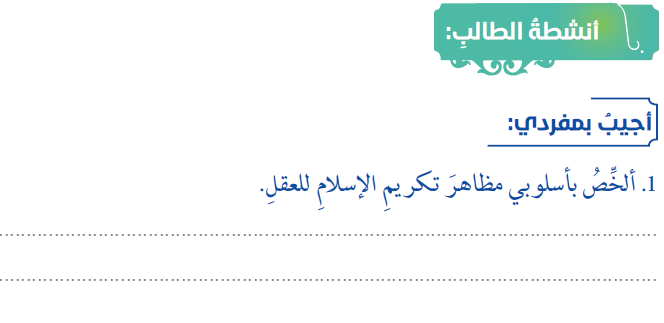 أنشطةُ الطالبِ:
أجيبُ بمفردي:
1. ألخِّصُ بأسلوبي مظاهرَ تكريمِ الإسلامِ للعقلِ.